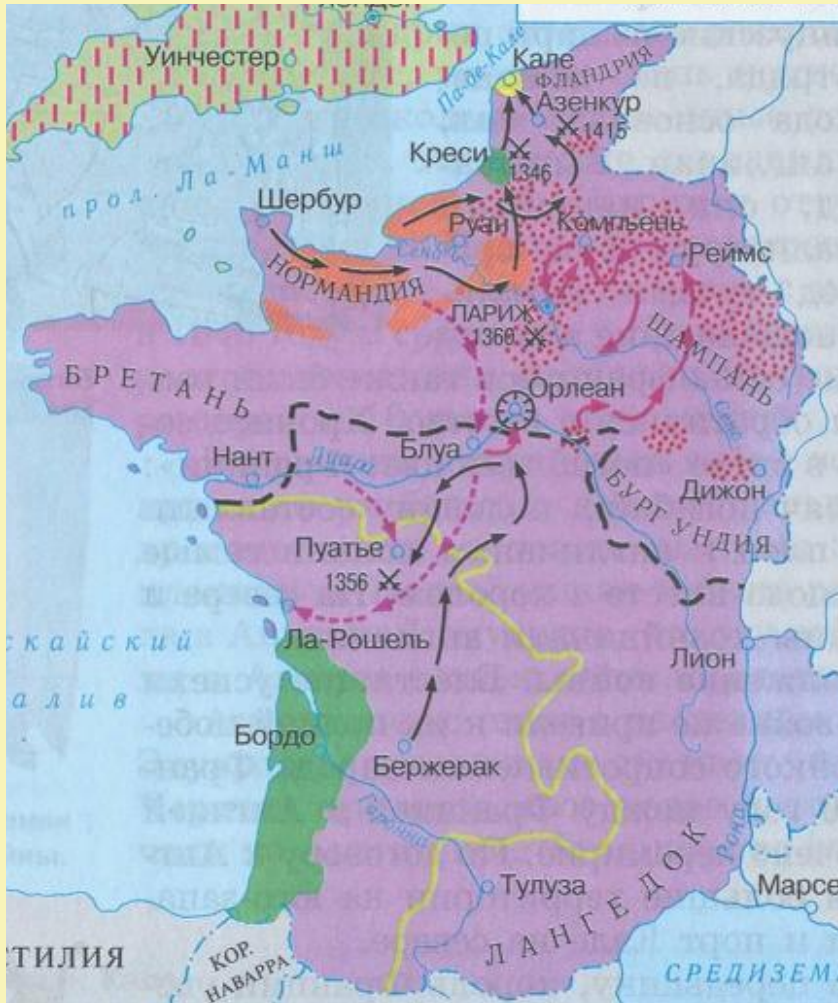 Уинчестер
Па-де-Кале
Кале
ФЛАНДРИЯ
Азенкур
1415
Креси
1346
прол. Ла-Манш
Шербур
Руан
Компьень
Сена
Реймс
НОРМАНДИЯ
ПАРИЖ
1360
ШАМПАНЬ
БРЕТАНЬ
Орлеан
Блуа
Нант
Луара
Дижон
БУРГУНДИЯ
Пуатье
1356
Ла-Рошель
скайский
алив
Лион
Бордо
Бержерак
Рона
Тулуза
ЛАНГЕДОК
Марсе
СТИЛИЯ
КОР.
НАВАРРА
СРЕДИЗЕМ